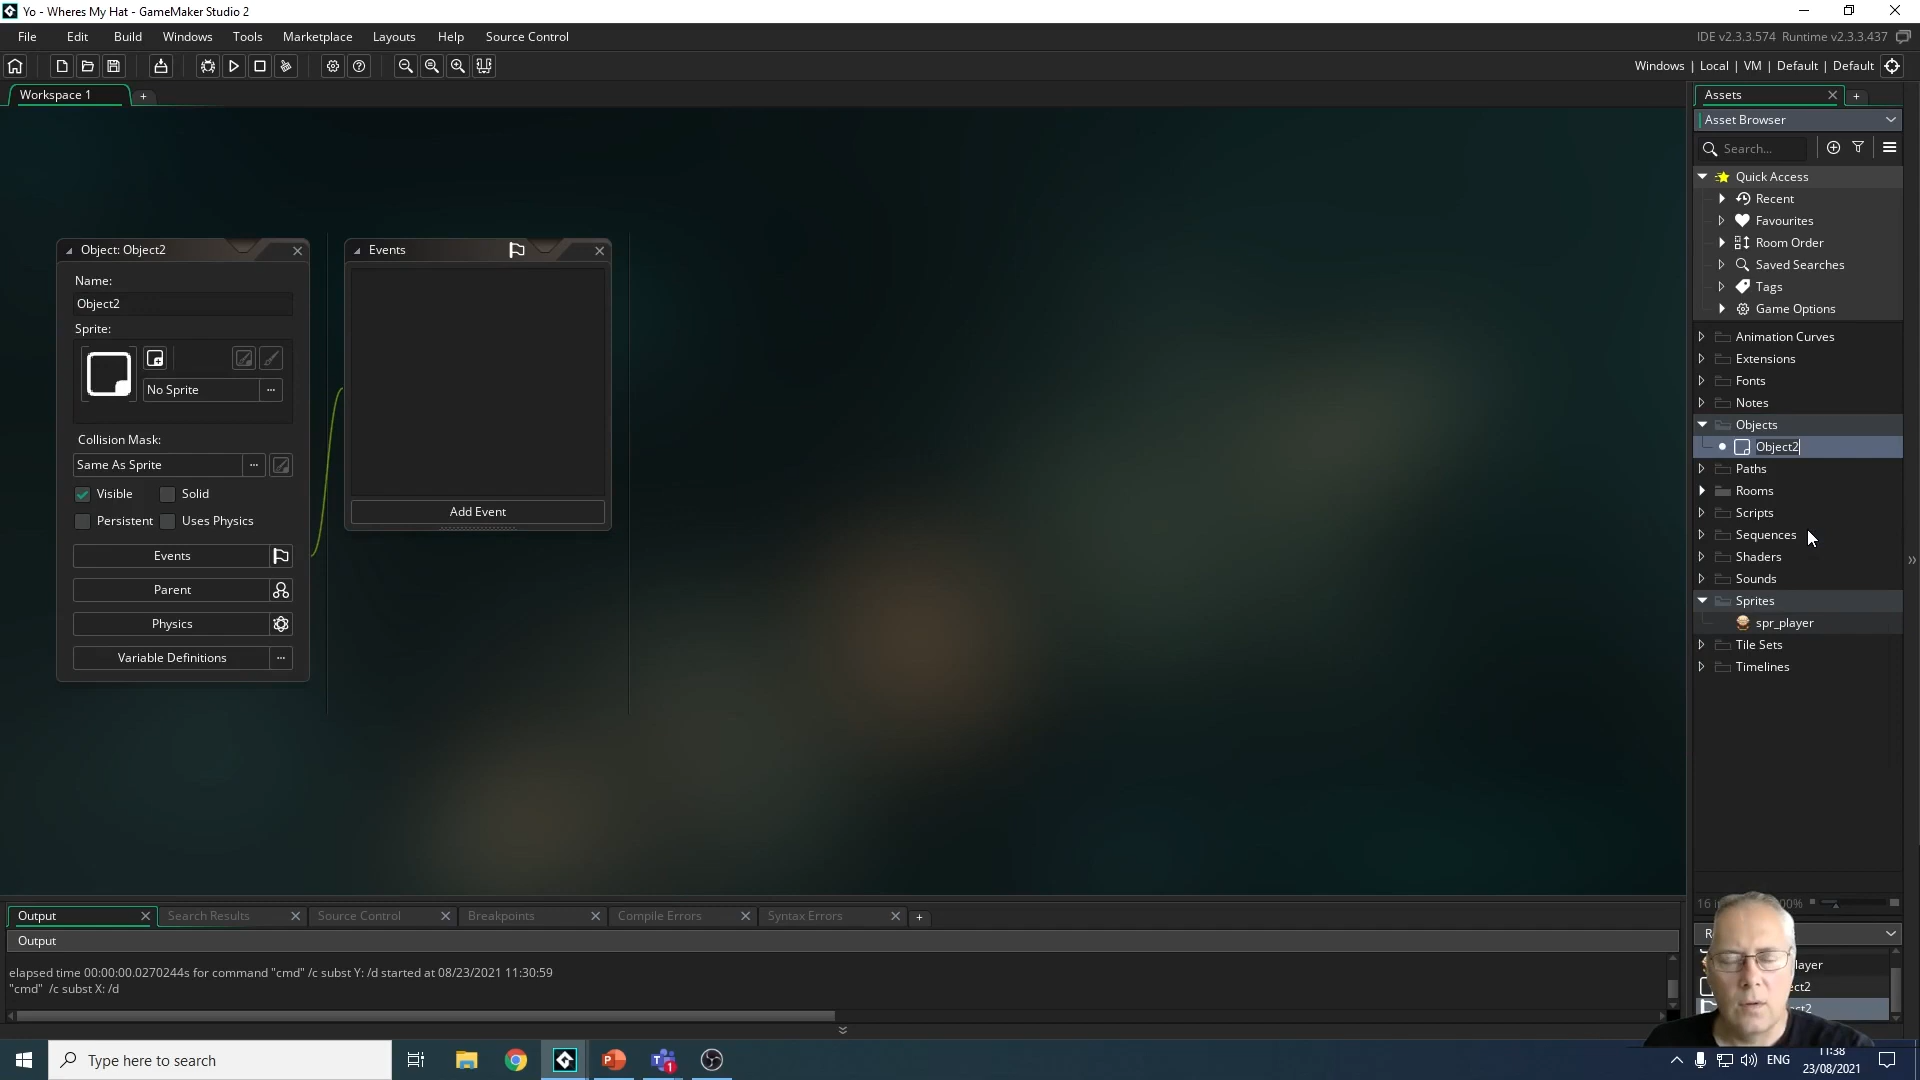 Yo - Wheres My Hat - GameMaker Studio 2
File Edit Build Windows Tools Marketplace Layouts Help Source Control
IDE v2.3.3.574 Runtime v2.3.3.437
Windows | Local | VM | Default | Default
Workspace 1
+
Assets
+
Asset Browser
Search...
Quick Access
Recent
Favourites
Room Order
Saved Searches
Tags
Game Options
Animation Curves
Extensions
Fonts
Notes
Objects
Object2
Paths
Rooms
Scripts
Sequences
Shaders
Sounds
Sprites
spr_player
Tile Sets
Timelines
Object: Object2
Name:
Object2
Sprite:
No Sprite
...
Collision Mask:
Same As Sprite
...
Visible Solid
Persistent Uses Physics
Events
Parent
Physics
Variable Definitions
...
Events
Add Event
Output Search Results Source Control Breakpoints Compile Errors Syntax Errors +
Output
elapsed time 00:00:00.0270244s for command "cmd" /c subst Y: /d started at 08/23/2021 11:30:59
"cmd" /c subst X: /d
Type here to search
ENG
11:38
23/08/2021